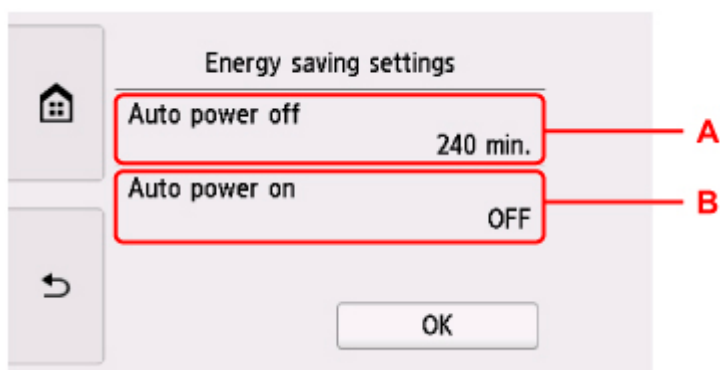 Energy saving settings
Auto power off
240 min.
A
Auto power on
OFF
B
OK